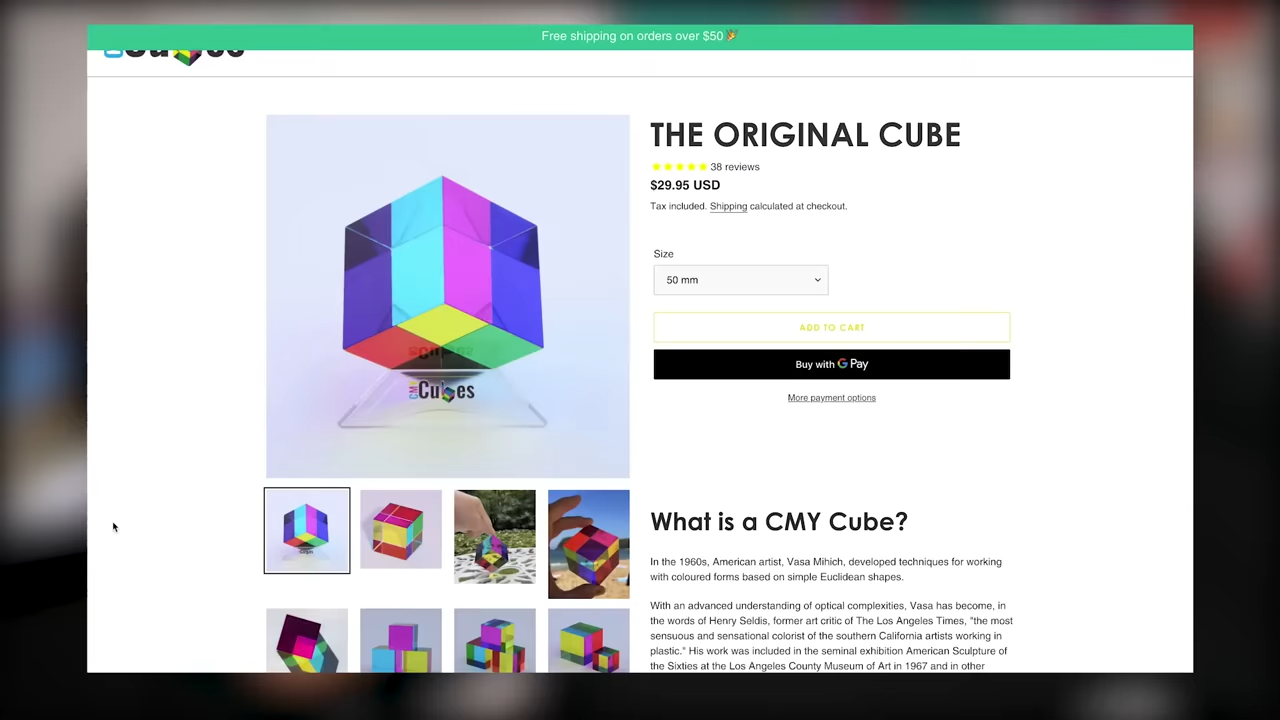 Free shipping on orders over $50 🎉
Cubes
THE ORIGINAL CUBE
38 reviews
$29.95 USD
Tax included. Shipping calculated at checkout.
Size
50 mm
ADD TO CART
Buy with G Pay
More payment options
CMY Cubes
What is a CMY Cube?
In the 1960s, American artist, Vasa Mihich, developed techniques for working
with coloured forms based on simple Euclidean shapes.
With an advanced understanding of optical complexities, Vasa has become, in
the words of Henry Seldis, former art critic of The Los Angeles Times, "the most
sensuous and sensational colorist of the southern California artists working in
plastic." His work was included in the seminal exhibition American Sculpture of
the Sixties at the Los Angeles County Museum of Art in 1967 and in other